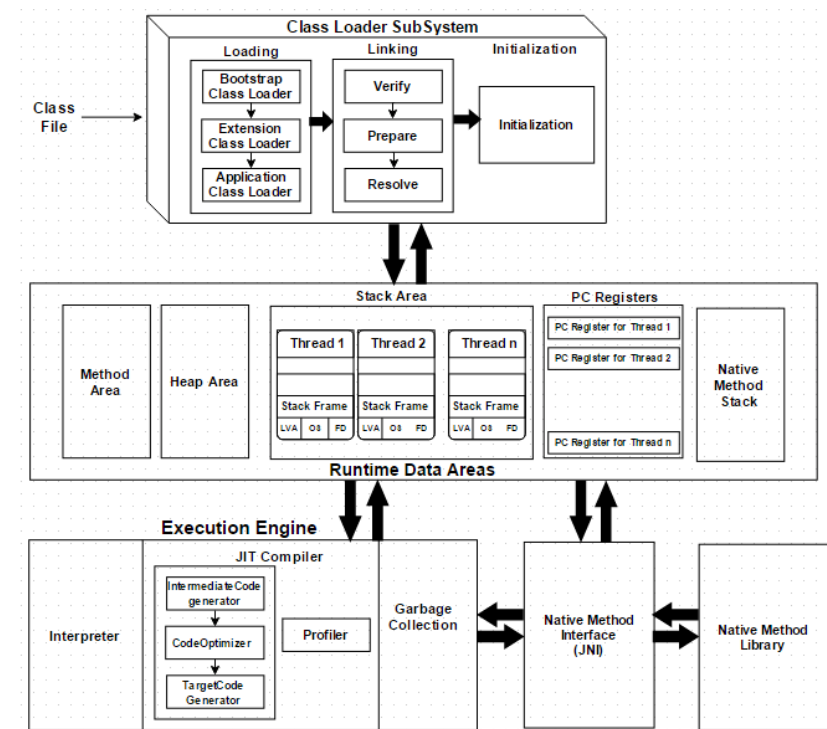 Class Loader SubSystem
Loading
Linking
Initialization
Bootstrap
Class Loader
Extension
Class Loader
Application
Class Loader
Verify
Prepare
Resolve
Initialization
Class
File
Stack Area
PC Registers
Method
Area
Heap Area
Thread 1
Thread 2
Thread n
Stack Frame
Stack Frame
Stack Frame
LVA OS FD
LVA OS FD
LVA OS FD
PC Register for Thread 1
PC Register for Thread 2
PC Register for Thread n
Native
Method
Stack
Runtime Data Areas
Execution Engine
Interpreter
JIT Compiler
IntermediateCode
generator
CodeOptimizer
TargetCode
Generator
Profiler
Garbage
Collection
Native Method
Interface
(JNI)
Native Method
Library